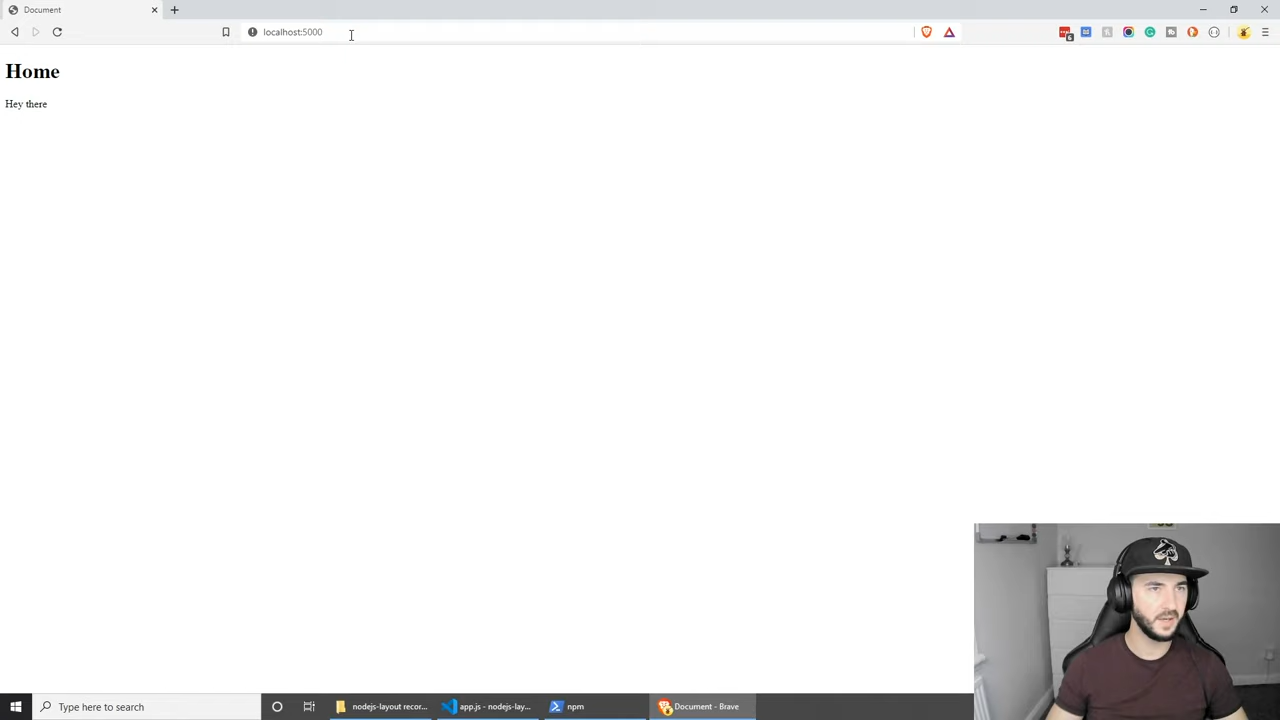 Document
localhost:5000
6
Home
Hey there
Type here to search
nodejs-layout recor...
app.js - nodejs-lay...
npm
Document - Brave